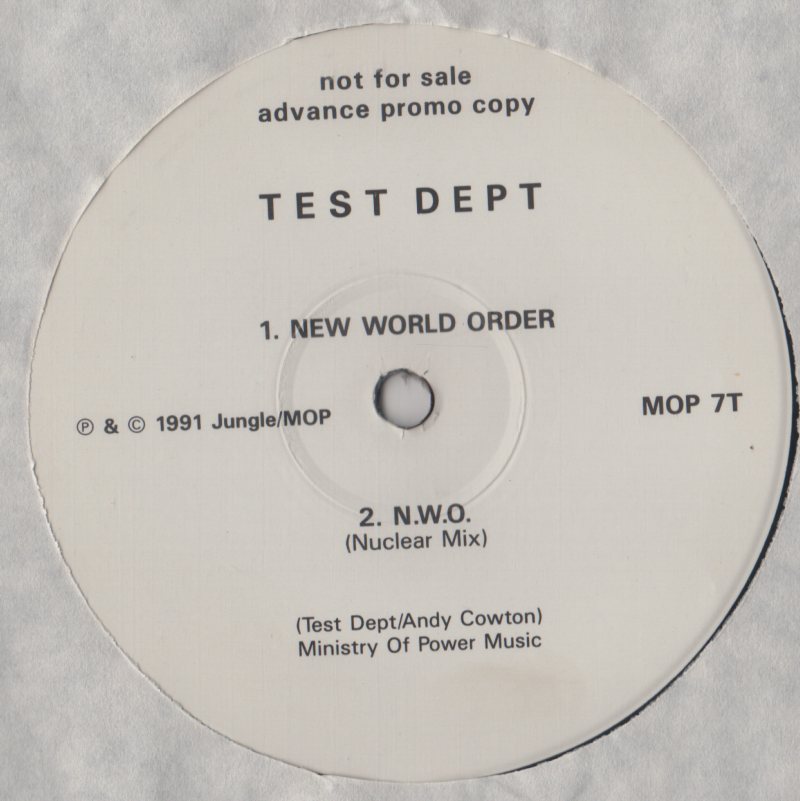 not for sale
advance promo copy
TEST DEPT
1. NEW WORLD ORDER
℗ & © 1991 Jungle/MOP
MOP 7T
2. N.W.O.
(Nuclear Mix)
(Test Dept/Andy Cowton)
Ministry Of Power Music